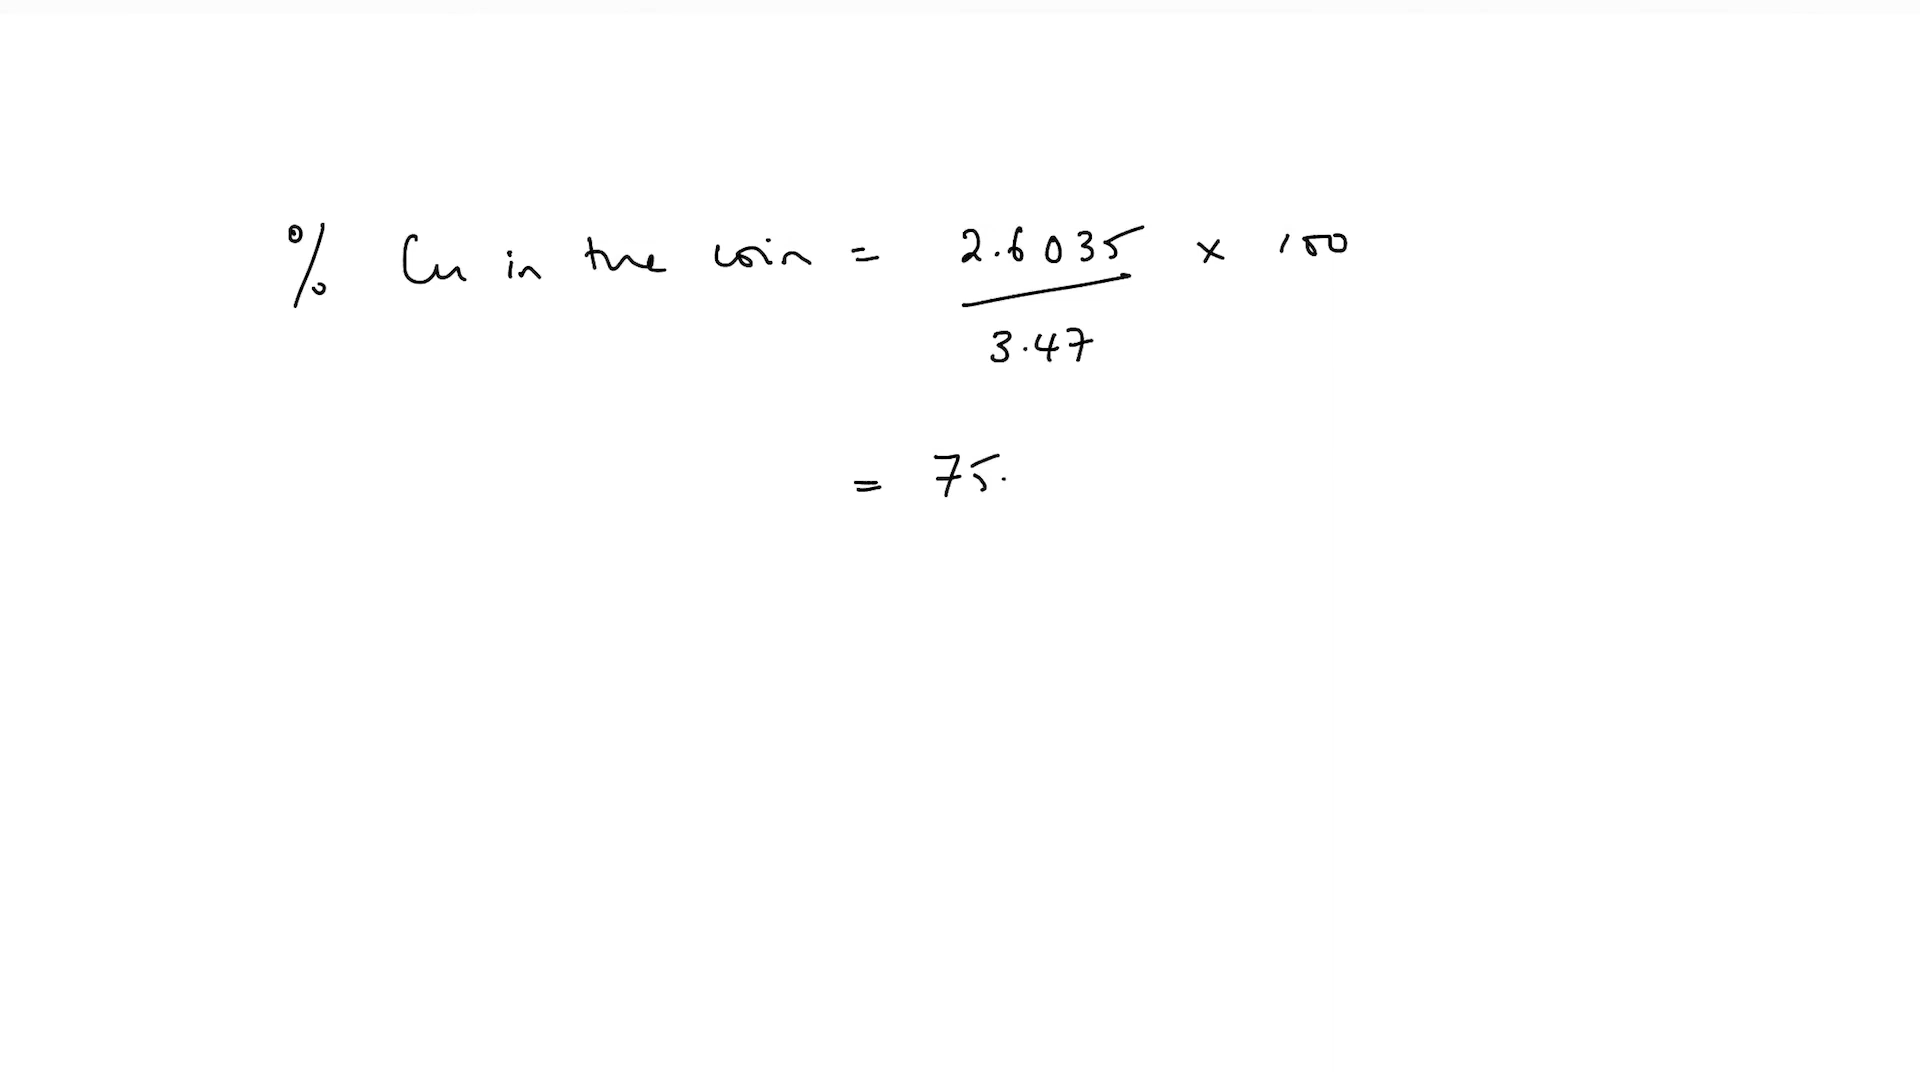 % Cu in the coin = 2.6035 x 100
3.47
= 75.